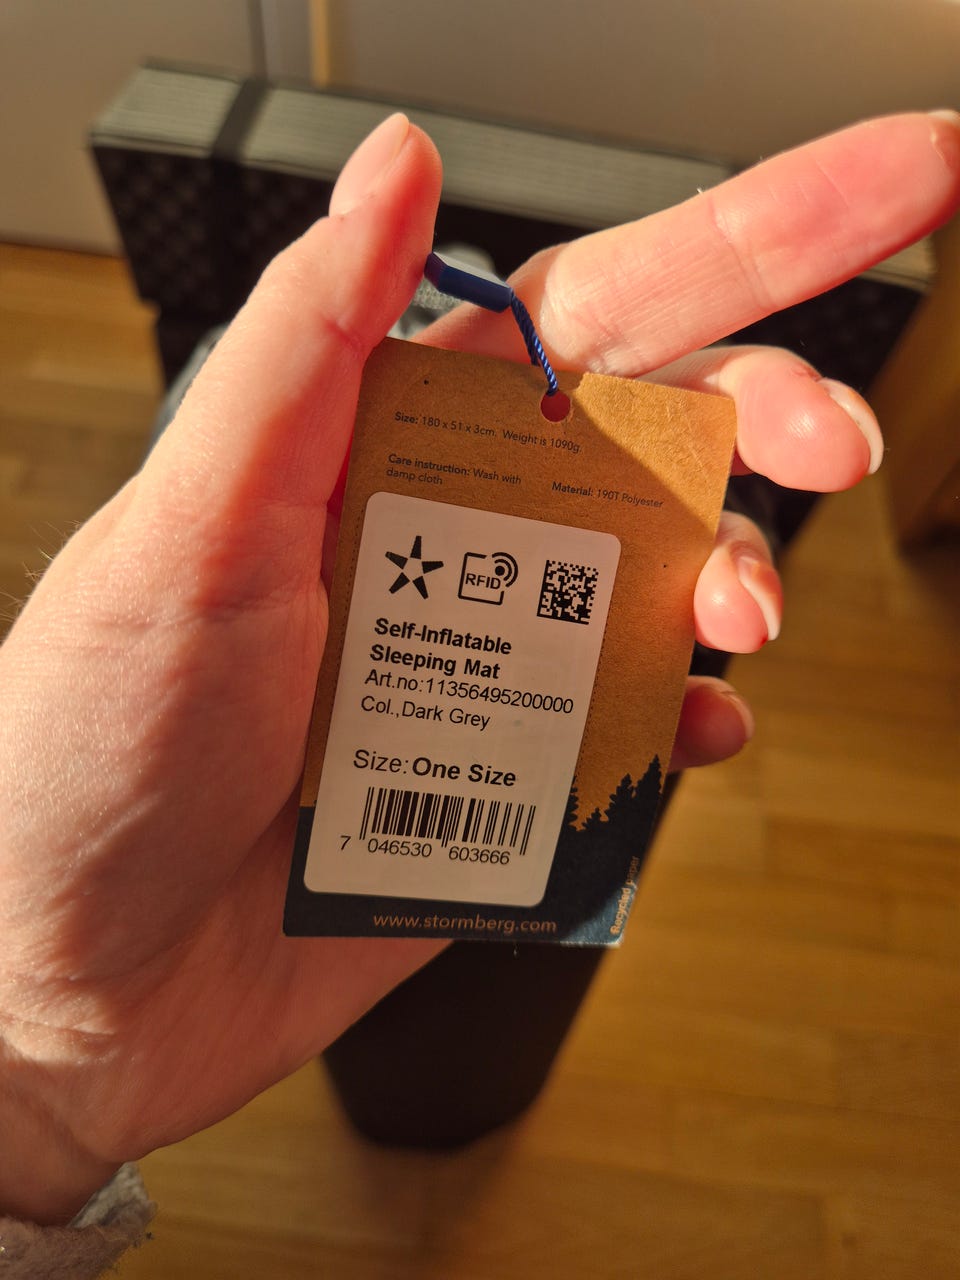 Size: 180 x 51 x 3cm. Weight is 1090g.
Care instruction: Wash with
damp cloth
Material: 190T Polyester
RFID
Self-Inflatable
Sleeping Mat
Art.no:11356495200000
Col.,Dark Grey
Size: One Size
7 046530 603666
www.stormberg.com
Recycled paper